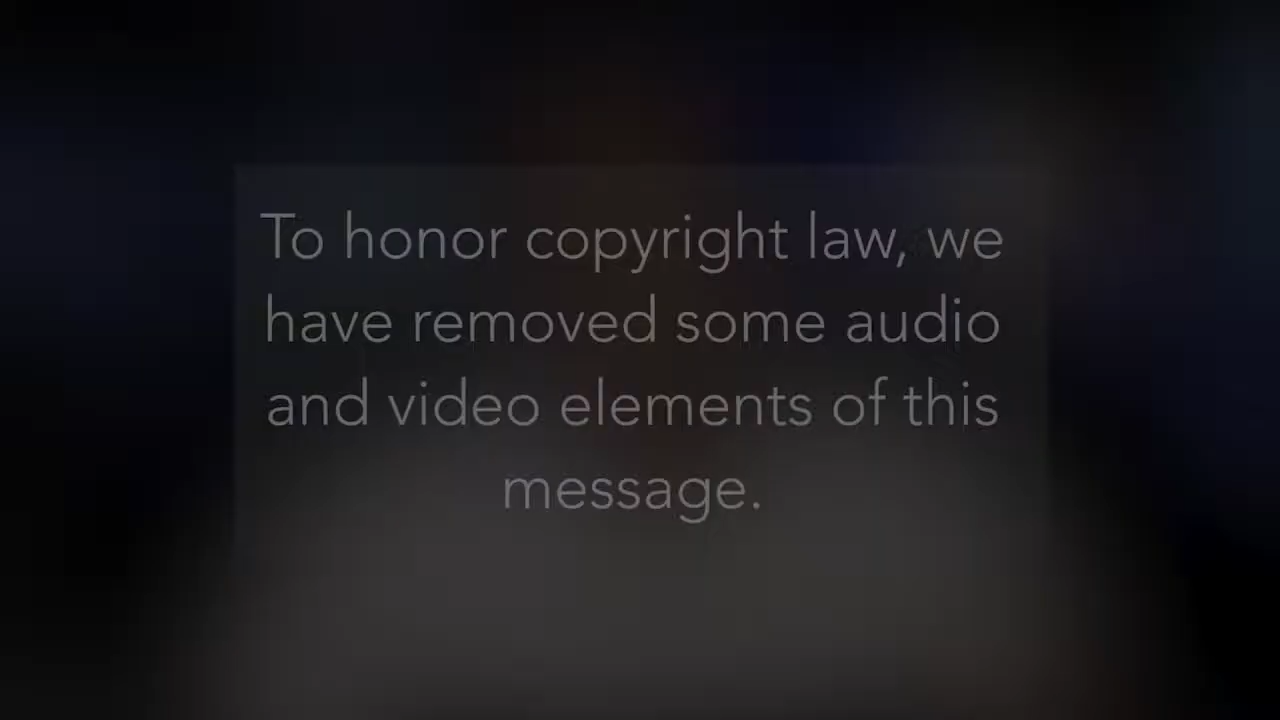 To honor copyright law, we
have removed some audio
and video elements of this
message.